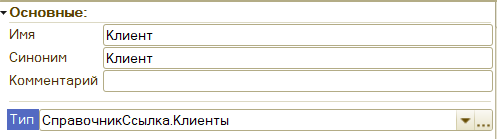 Основные:
Имя Клиент
Синоним Клиент
Комментарий
Тип СправочникСсылка.Клиенты ...